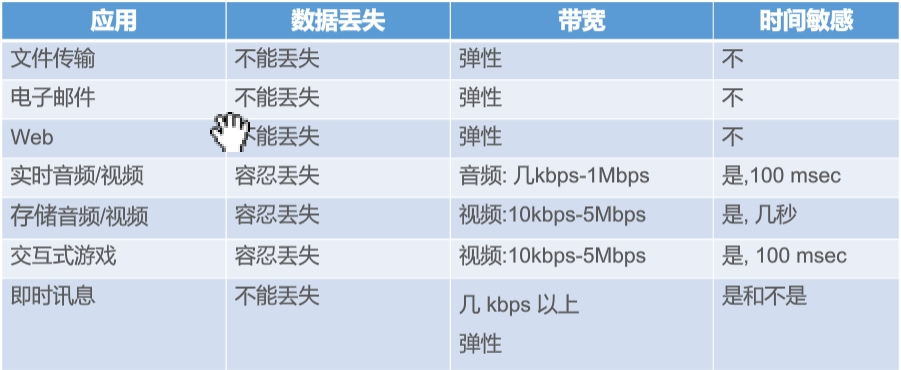 应用 数据丢失 带宽 时间敏感
文件传输 不能丢失 弹性 不
电子邮件 不能丢失 弹性 不
Web 不能丢失 弹性 不
实时音频/视频 容忍丢失 音频: 几kbps-1Mbps 是,100 msec
存储音频/视频 容忍丢失 视频:10kbps-5Mbps 是, 几秒
交互式游戏 容忍丢失 视频:10kbps-5Mbps 是, 100 msec
即时讯息 不能丢失 几 kbps 以上 是和不是
弹性